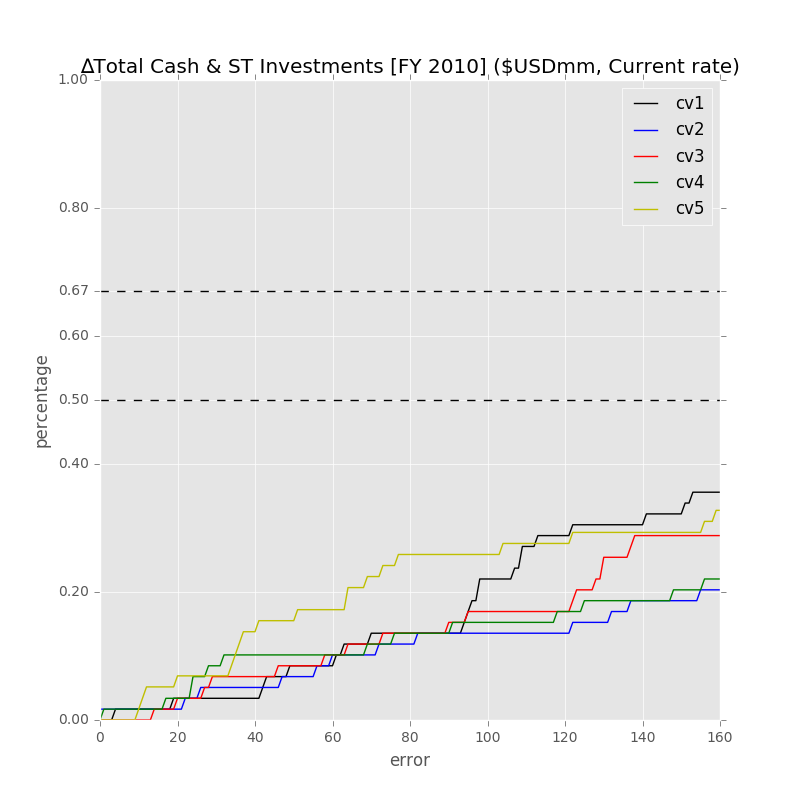 ΔTotal Cash & ST Investments [FY 2010] ($USDmm, Current rate)
1.00
0.80
0.67
0.60
0.50
0.40
0.20
0.00
percentage
cv1
cv2
cv3
cv4
cv5
0 20 40 60 80 100 120 140 160
error